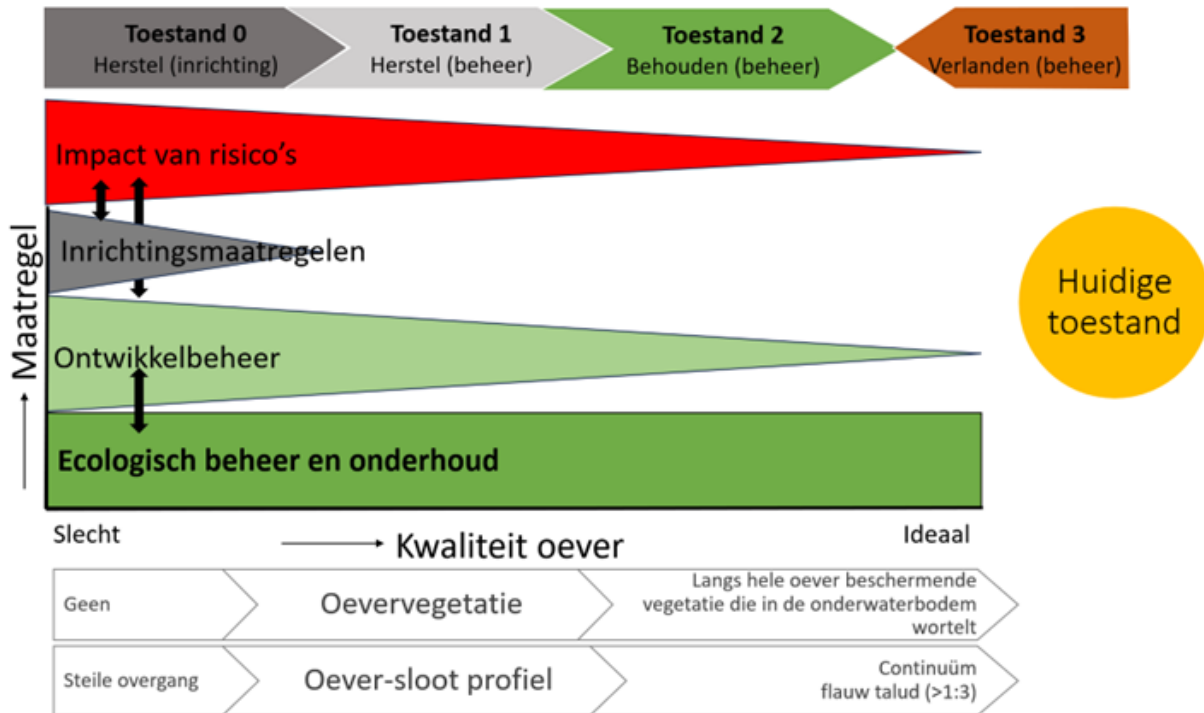 Toestand 0
Herstel (inrichting)
Toestand 1
Herstel (beheer)
Toestand 2
Behouden (beheer)
Toestand 3
Verlanden (beheer)
Impact van risico's
Inrichtingsmaatregelen
Ontwikkelbeheer
Ecologisch beheer en onderhoud
Maatregel
Huidige
toestand
Slecht
Kwaliteit oever
Ideaal
Geen
Oevervegetatie
Langs hele oever beschermende
vegetatie die in de onderwaterbodem
wortelt
Steile overgang
Oever-sloot profiel
Continuüm
flauw talud (>1:3)